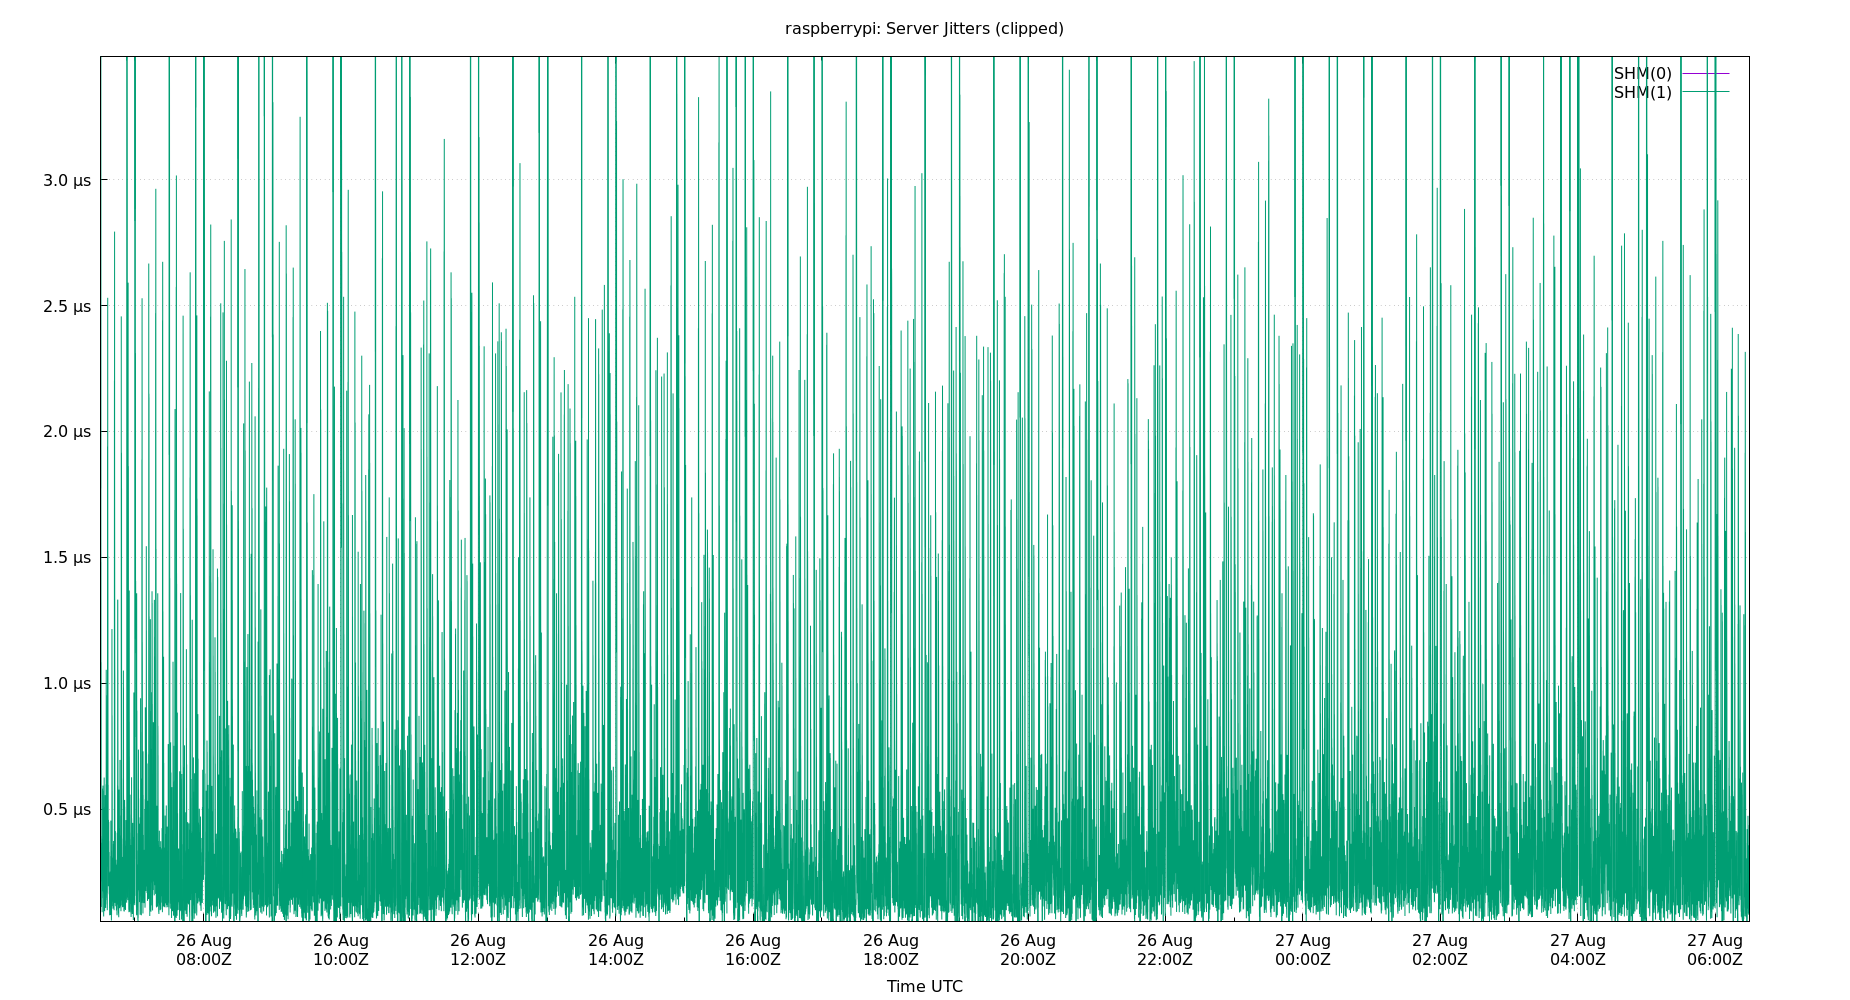 raspberrypi: Server Jitters (clipped)
SHM(0)
SHM(1)
3.0 μs
2.5 μs
2.0 μs
1.5 μs
1.0 μs
0.5 μs
26 Aug 26 Aug 26 Aug 26 Aug 26 Aug 26 Aug 26 Aug 26 Aug 27 Aug 27 Aug 27 Aug 27 Aug
08:00Z 10:00Z 12:00Z 14:00Z 16:00Z 18:00Z 20:00Z 22:00Z 00:00Z 02:00Z 04:00Z 06:00Z
Time UTC